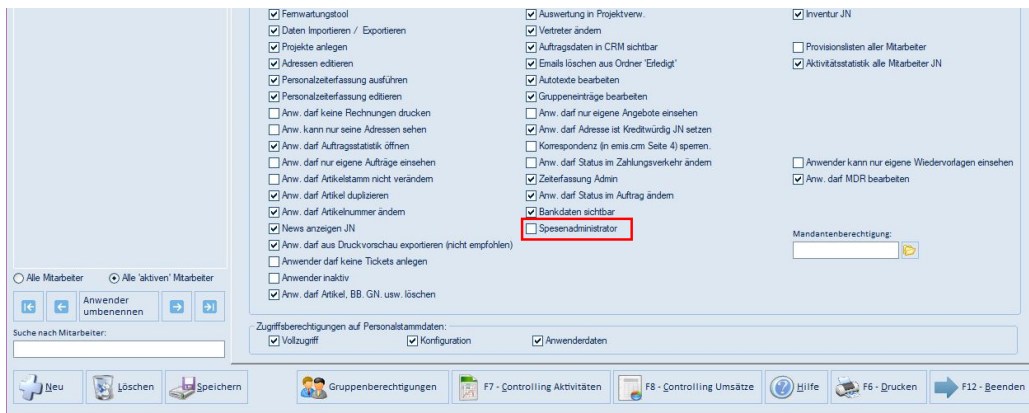 Fernwartungstool
Daten Importieren / Exportieren
Projekte anlegen
Adressen editieren
Personalzeiterfassung ausführen
Personalzeiterfassung editieren
Anw. darf keine Rechnungen drucken
Anw. kann nur seine Adressen sehen
Anw. darf Auftragsstatistik öffnen
Anw. darf nur eigene Aufträge einsehen
Anw. darf Artikelstamm nicht verändern
Anw. darf Artikel duplizieren
Anw. darf Artikelnummer ändern
News anzeigen JN
Anw. darf aus Druckvorschau exportieren (nicht empfohlen)
Anwender darf keine Tickets anlegen
Anwender inaktiv
Anw. darf Artikel, BB. GN. usw. löschen
Auswertung in Projektverw.
Vertreter ändern
Auftragsdaten in CRM sichtbar
Emails löschen aus Ordner 'Erledigt'
Autotexte bearbeiten
Gruppeneinträge bearbeiten
Anw. darf nur eigene Angebote einsehen
Anw. darf Adresse ist Kreditwürdig JN setzen
Korrespondenz (in emis.crm Seite 4) sperren.
Anw. darf Status im Zahlungsverkehr ändern
Zeiterfassung Admin
Anw. darf Status im Auftrag ändern
Bankdaten sichtbar
Spesenadministrator
Inventur JN
Provisionslisten aller Mitarbeiter
Aktivitätsstatistik alle Mitarbeiter JN
Anwender kann nur eigene Wiedervorlagen einsehen
Anw. darf MDR bearbeiten
Mandantenberechtigung:
Alle Mitarbeiter
Alle 'aktiven' Mitarbeiter
Anwender
umbenennen
Suche nach Mitarbeiter:
Zugriffsberechtigungen auf Personalstammdaten:
Vollzugriff
Konfiguration
Anwenderdaten
Neu
Löschen
Speichern
Gruppenberechtigungen
F7 - Controlling Aktivitäten
F8 - Controlling Umsätze
Hilfe
F6 - Drucken
F12 - Beenden